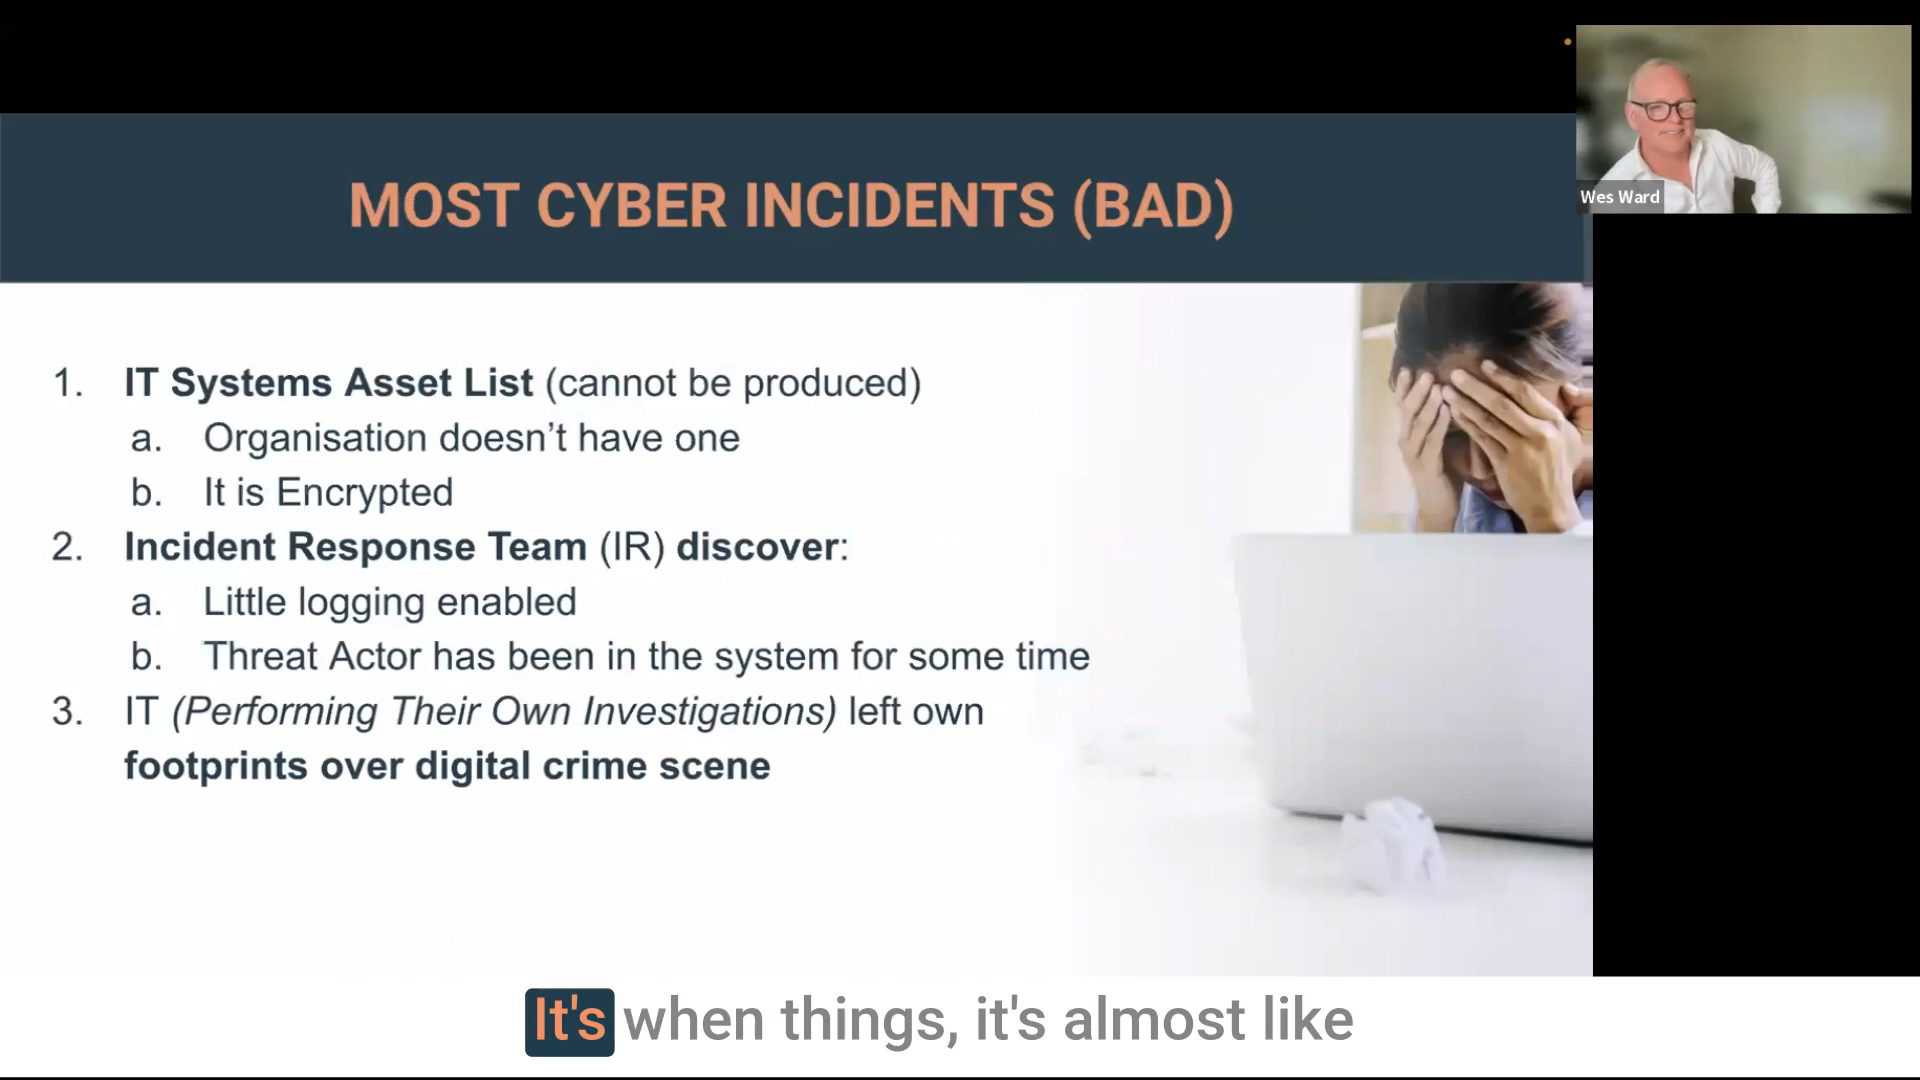 Wes Ward
MOST CYBER INCIDENTS (BAD)
1. IT Systems Asset List (cannot be produced)
a. Organisation doesn’t have one
b. It is Encrypted
2. Incident Response Team (IR) discover:
a. Little logging enabled
b. Threat Actor has been in the system for some time
3. IT (Performing Their Own Investigations) left own
footprints over digital crime scene
It's when things, it's almost like